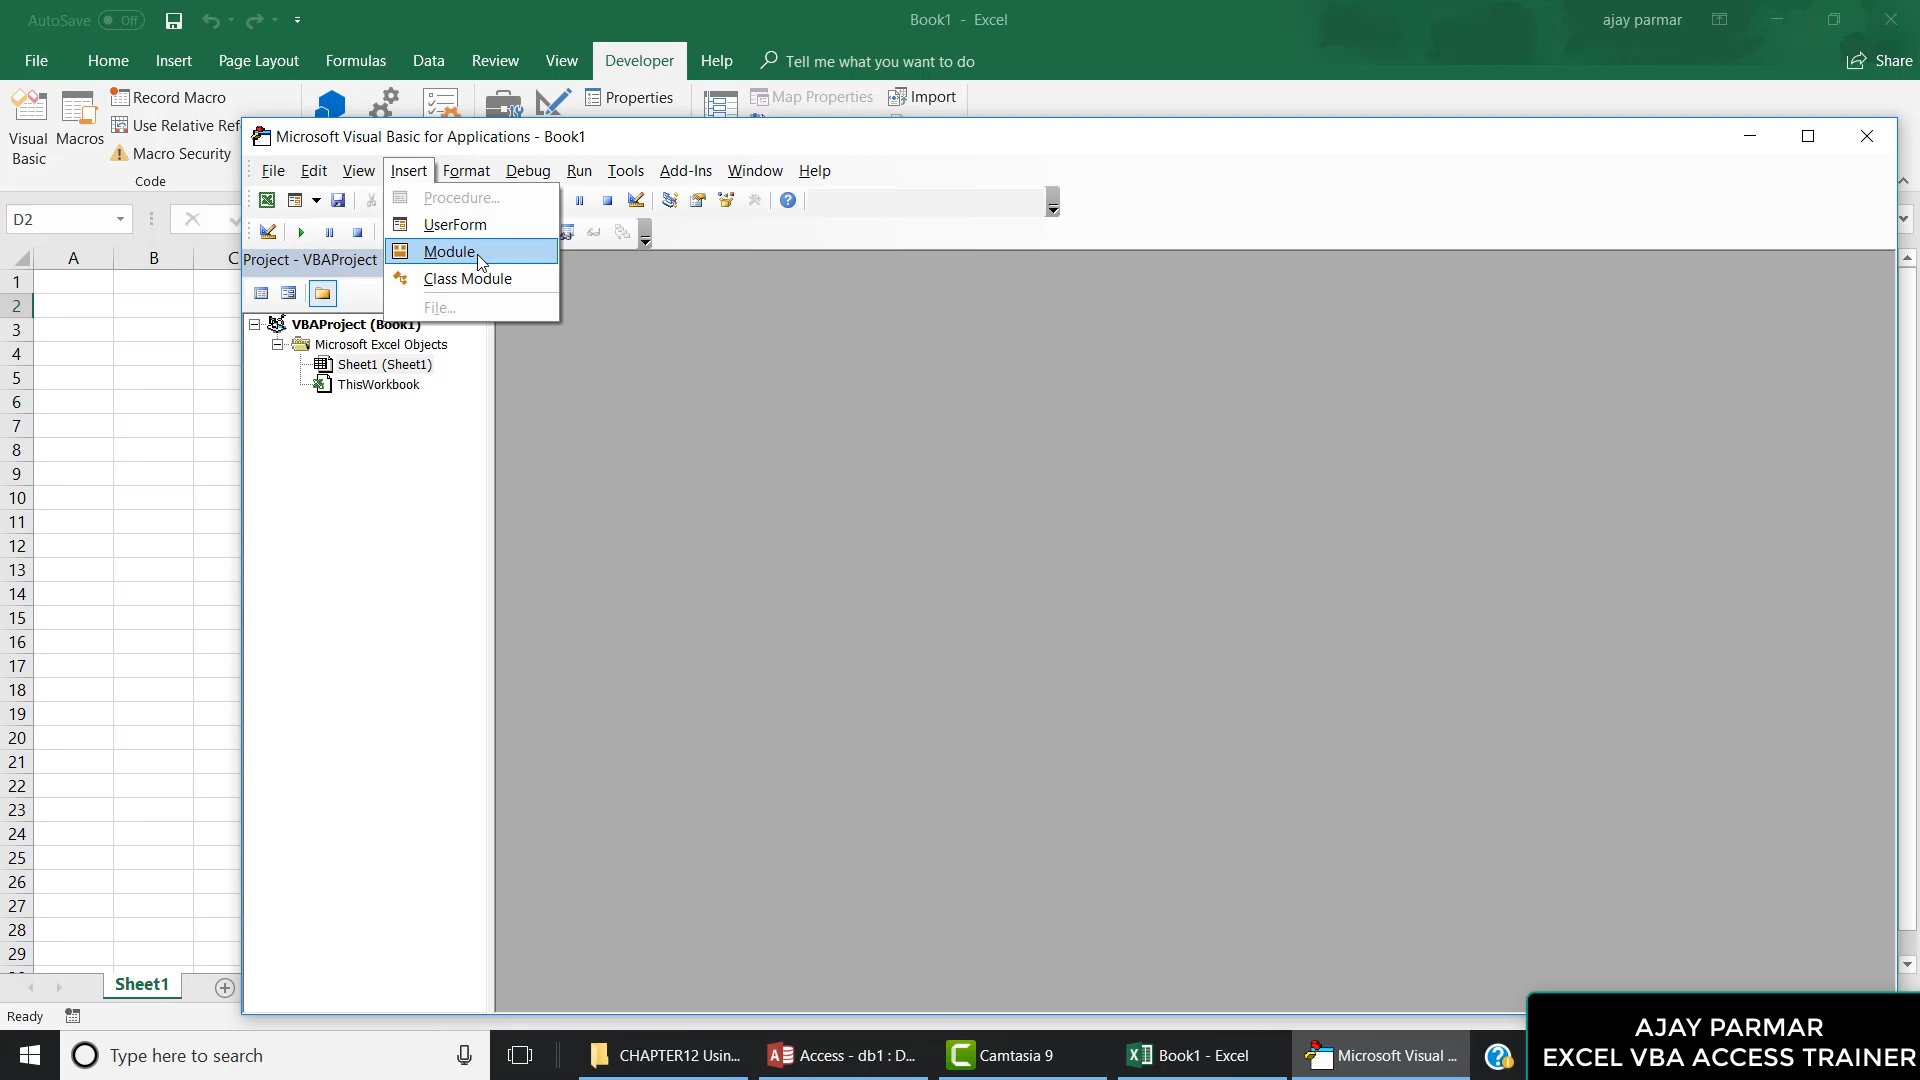 AutoSave Off
Book1 - Excel
ajay parmar
File Home Insert Page Layout Formulas Data Review View Developer Help Tell me what you want to do Share
Visual Basic
Macros
Record Macro
Use Relative Ref
Macro Security
Code
Properties
Map Properties
Import
Microsoft Visual Basic for Applications - Book1
File Edit View Insert Format Debug Run Tools Add-Ins Window Help
Procedure...
UserForm
Module
Class Module
File...
D2
A B C
Project - VBAProject
VBAProject (Book1)
Microsoft Excel Objects
Sheet1 (Sheet1)
ThisWorkbook
1
2
3
4
5
6
7
8
9
10
11
12
13
14
15
16
17
18
19
20
21
22
23
24
25
26
27
28
29
Sheet1
Ready
AJAY PARMAR
EXCEL VBA ACCESS TRAINER
Type here to search
CHAPTER12 Usin...
Access - db1 : D...
Camtasia 9
Book1 - Excel
Microsoft Visual ...